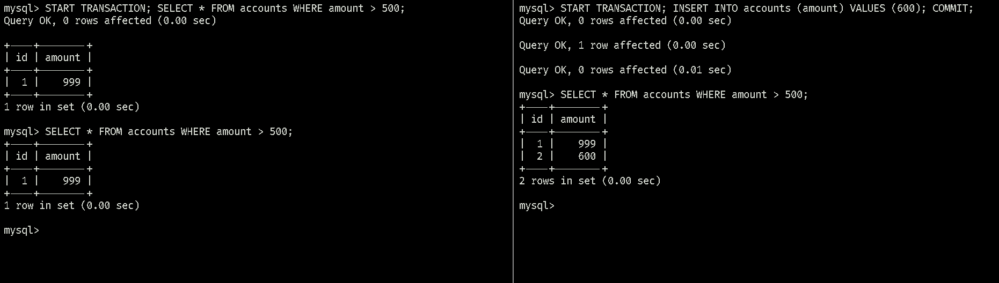 mysql> START TRANSACTION; SELECT * FROM accounts WHERE amount > 500;
Query OK, 0 rows affected (0.00 sec)
+----+--------+
| id | amount |
+----+--------+
|  1 |    999 |
+----+--------+
1 row in set (0.00 sec)
mysql> SELECT * FROM accounts WHERE amount > 500;
+----+--------+
| id | amount |
+----+--------+
|  1 |    999 |
+----+--------+
1 row in set (0.00 sec)
mysql>
mysql> START TRANSACTION; INSERT INTO accounts (amount) VALUES (600); COMMIT;
Query OK, 0 rows affected (0.00 sec)
Query OK, 1 row affected (0.00 sec)
Query OK, 0 rows affected (0.01 sec)
mysql> SELECT * FROM accounts WHERE amount > 500;
+----+--------+
| id | amount |
+----+--------+
|  1 |    999 |
|  2 |    600 |
+----+--------+
2 rows in set (0.00 sec)
mysql>